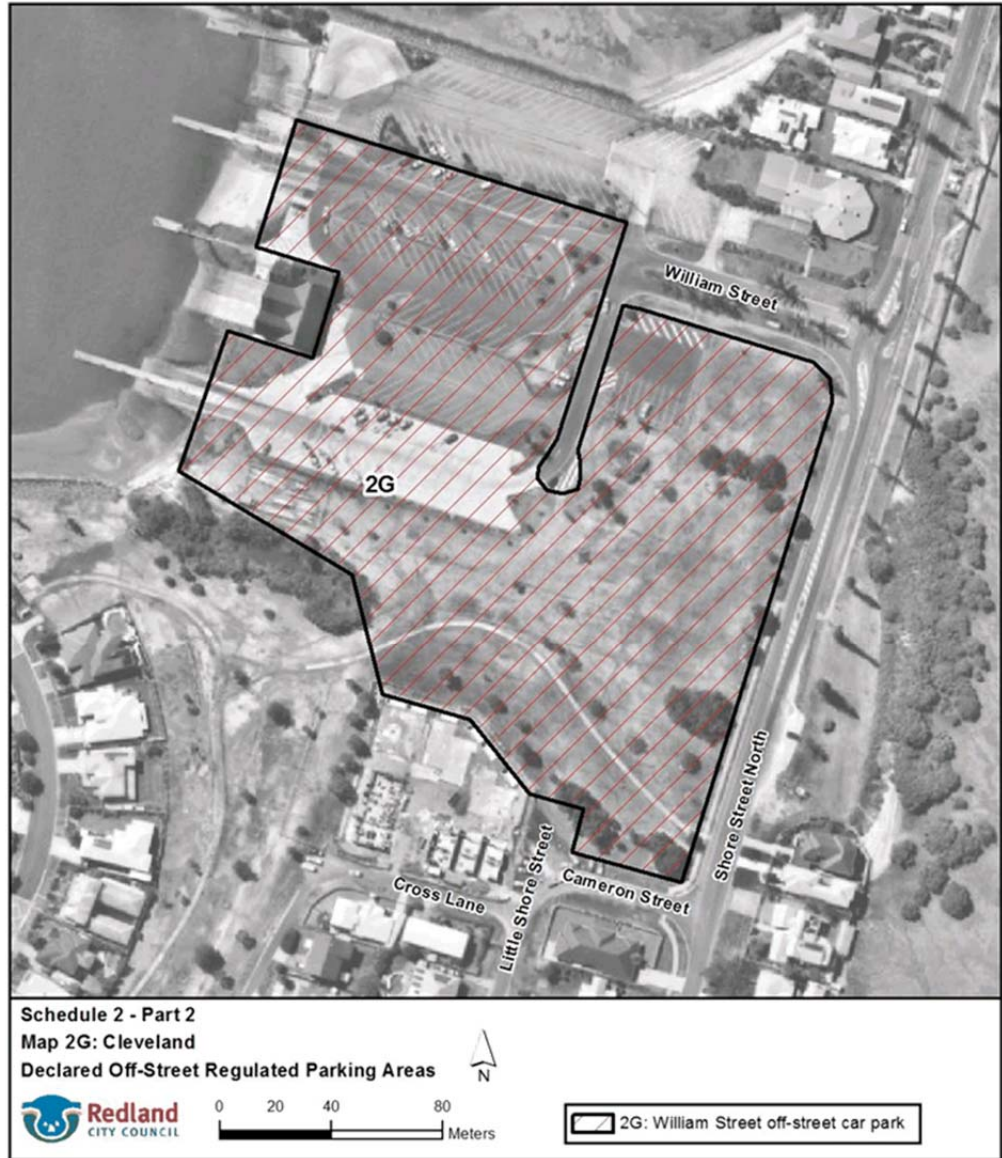 William Street
2G
Shore Street North
Little Shore Street
Cross Lane
Cameron Street
Schedule 2 - Part 2
Map 2G: Cleveland
Declared Off-Street Regulated Parking Areas
N
Redland
CITY COUNCIL
0 20 40 80
Meters
2G: William Street off-street car park